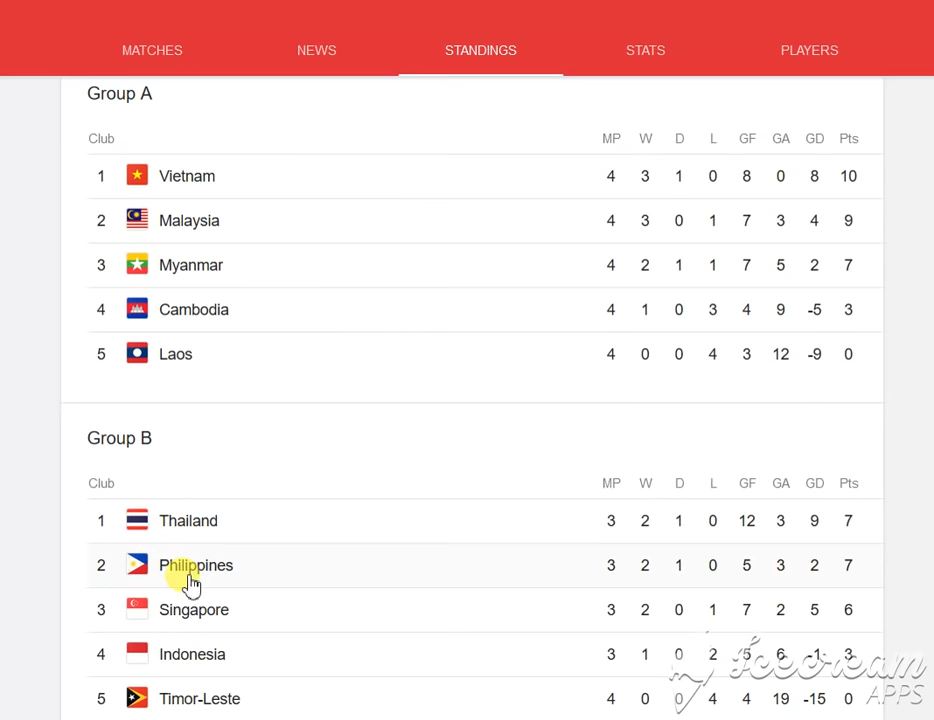 MATCHES NEWS STANDINGS STATS PLAYERS
Group A
Club MP W D L GF GA GD Pts
1 Vietnam 4 3 1 0 8 0 8 10
2 Malaysia 4 3 0 1 7 3 4 9
3 Myanmar 4 2 1 1 7 5 2 7
4 Cambodia 4 1 0 3 4 9 -5 3
5 Laos 4 0 0 4 3 12 -9 0
Group B
Club MP W D L GF GA GD Pts
1 Thailand 3 2 1 0 12 3 9 7
2 Philippines 3 2 1 0 5 3 2 7
3 Singapore 3 2 0 1 7 2 5 6
4 Indonesia 3 1 0 2 5 6 -1 3
5 Timor-Leste 4 0 0 4 4 19 -15 0
Icecream
APPS